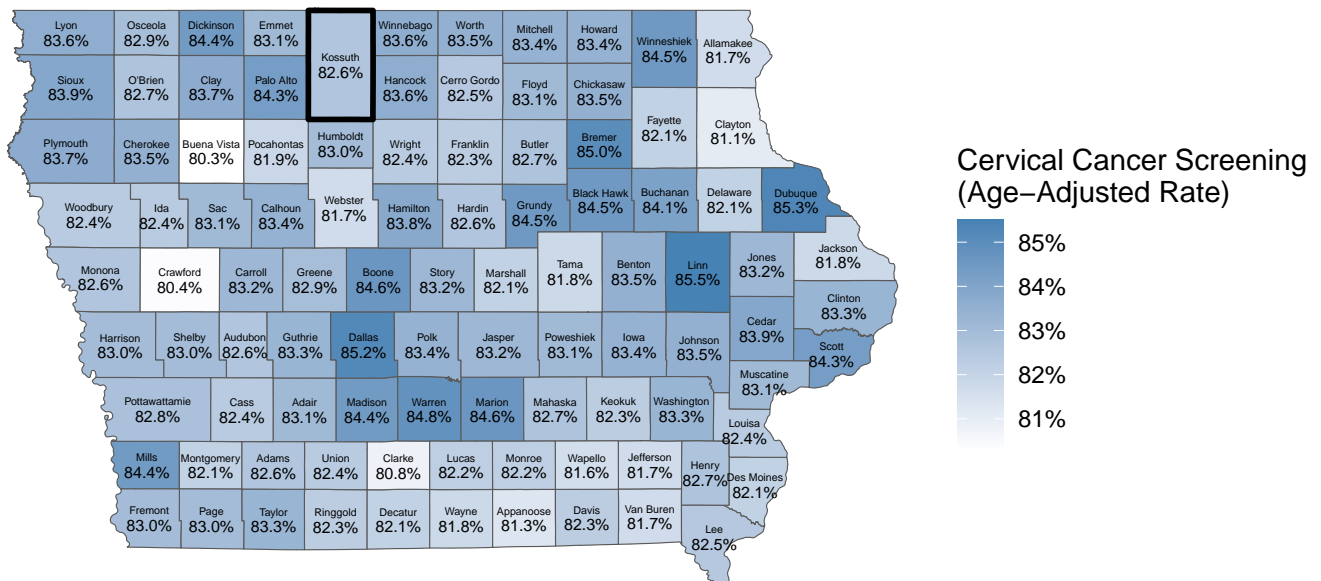 Lyon
83.6%
Osceola
82.9%
Dickinson
84.4%
Emmet
83.1%
Kossuth
82.6%
Winnebago
83.6%
Worth
83.5%
Mitchell
83.4%
Howard
83.4%
Winneshiek
84.5%
Allamakee
81.7%
Sioux
83.9%
O'Brien
82.7%
Clay
83.7%
Palo Alto
84.3%
Hancock
83.6%
Cerro Gordo
82.5%
Floyd
83.1%
Chickasaw
83.5%
Fayette
82.1%
Clayton
81.1%
Plymouth
83.7%
Cherokee
83.5%
Buena Vista
80.3%
Pocahontas
81.9%
Humboldt
83.0%
Wright
82.4%
Franklin
82.3%
Butler
82.7%
Bremer
85.0%
Woodbury
82.4%
Ida
82.4%
Sac
83.1%
Calhoun
83.4%
Webster
81.7%
Hamilton
83.8%
Hardin
82.6%
Grundy
84.5%
Black Hawk
84.5%
Buchanan
84.1%
Delaware
82.1%
Dubuque
85.3%
Monona
82.6%
Crawford
80.4%
Carroll
83.2%
Greene
82.9%
Boone
84.6%
Story
83.2%
Marshall
82.1%
Tama
81.8%
Benton
83.5%
Linn
85.5%
Jones
83.2%
Jackson
81.8%
Clinton
83.3%
Harrison
83.0%
Shelby
83.0%
Audubon
82.6%
Guthrie
83.3%
Dallas
85.2%
Polk
83.4%
Jasper
83.2%
Poweshiek
83.1%
Iowa
83.4%
Johnson
83.5%
Cedar
83.9%
Scott
84.3%
Muscatine
83.1%
Pottawattamie
82.8%
Cass
82.4%
Adair
83.1%
Madison
84.4%
Warren
84.8%
Marion
84.6%
Mahaska
82.7%
Keokuk
82.3%
Washington
83.3%
Louisa
82.4%
Mills
84.4%
Montgomery
82.1%
Adams
82.6%
Union
82.4%
Clarke
80.8%
Lucas
82.2%
Monroe
82.2%
Wapello
81.6%
Jefferson
81.7%
Henry
82.7%
Des Moines
82.1%
Fremont
83.0%
Page
83.0%
Taylor
83.3%
Ringgold
82.3%
Decatur
82.1%
Wayne
81.8%
Appanoose
81.3%
Davis
82.3%
Van Buren
81.7%
Lee
82.5%
Cervical Cancer Screening
(Age−Adjusted Rate)
85%
84%
83%
82%
81%